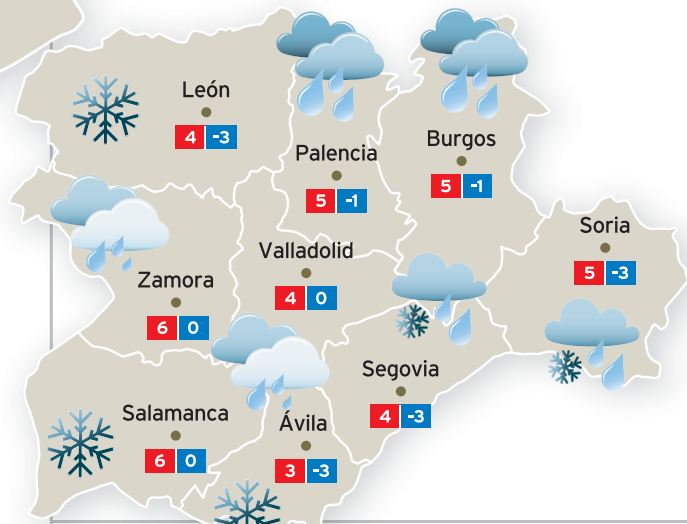 León
4 -3
Palencia
5 -1
Burgos
5 -1
Soria
5 -3
Zamora
6 0
Valladolid
4 0
Segovia
4 -3
Salamanca
6 0
Ávila
3 -3